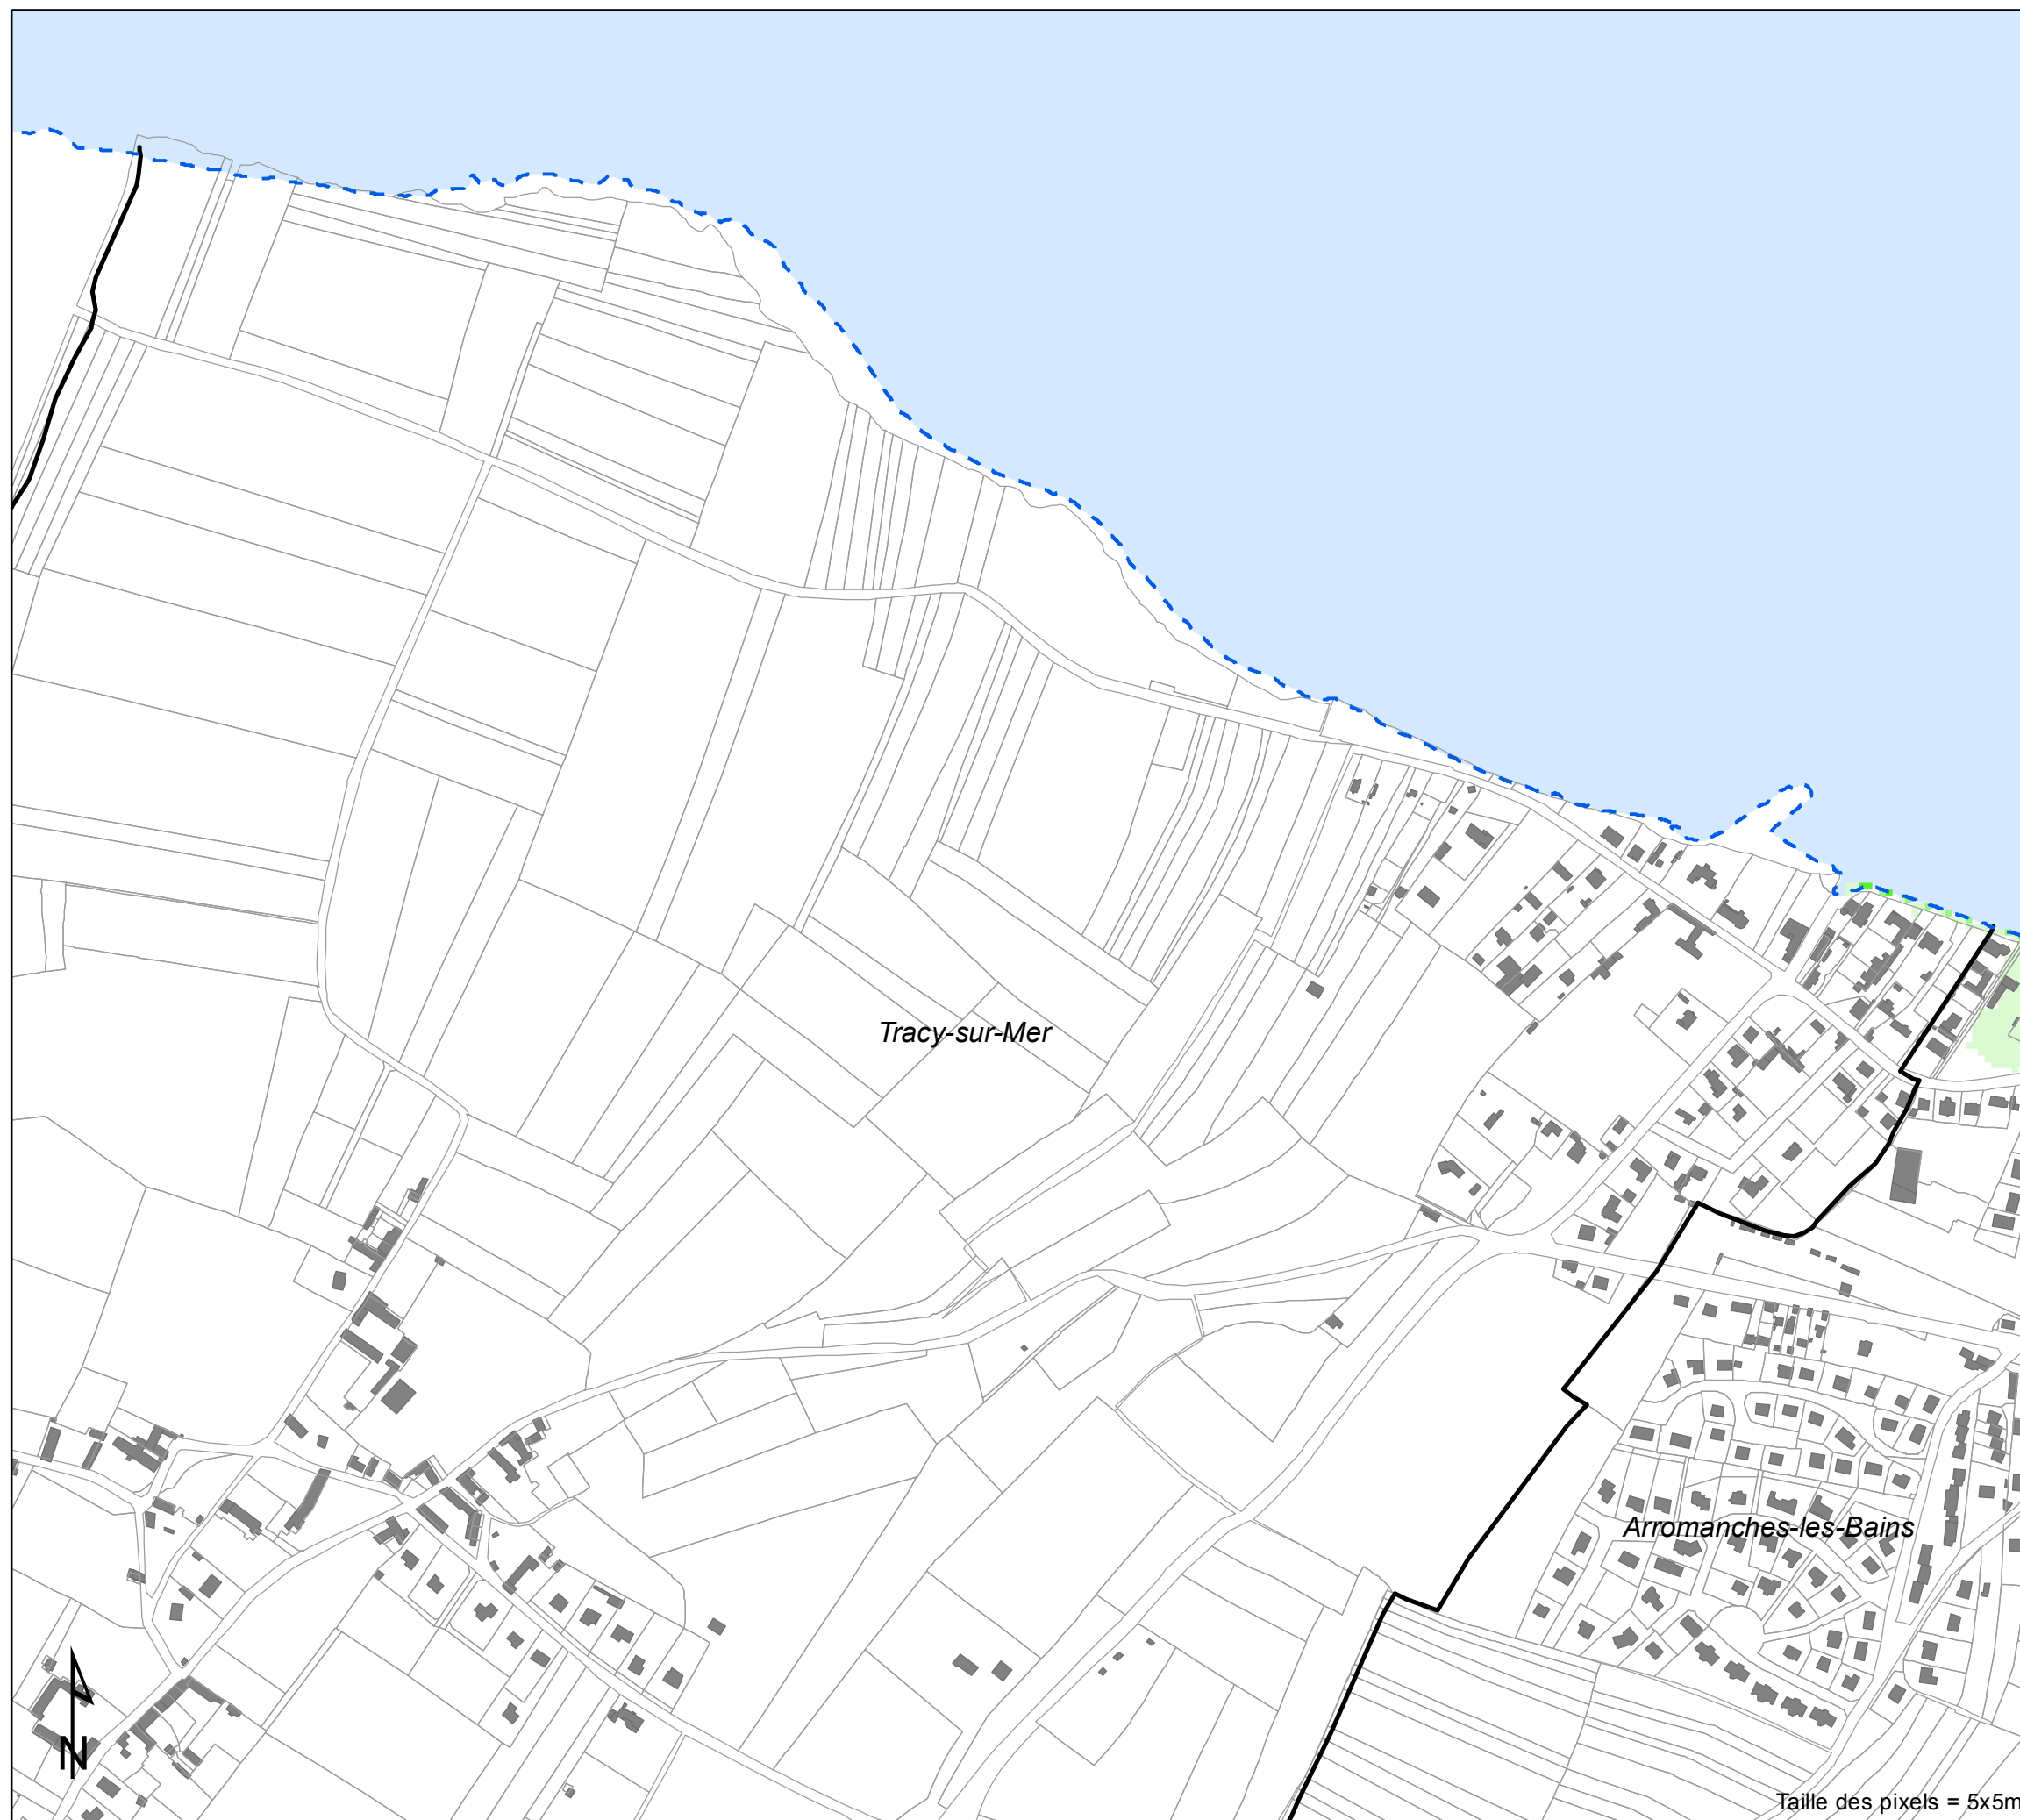 Tracy-sur-Mer
Arromanches-les-Bains
N
Taille des pixels = 5x5m